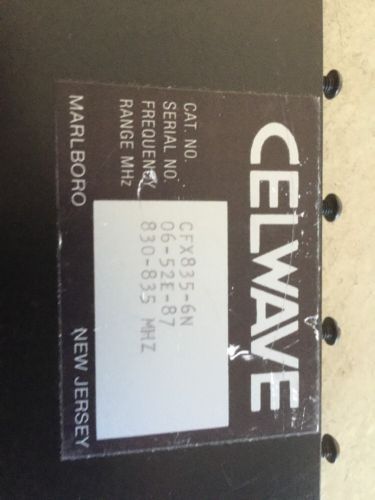 CELWAVE
CAT. NO. CFX835-6N
SERIAL NO. 06-52E-87
FREQUENCY 830-835 MHZ
RANGE MHz
MARLBORO NEW JERSEY